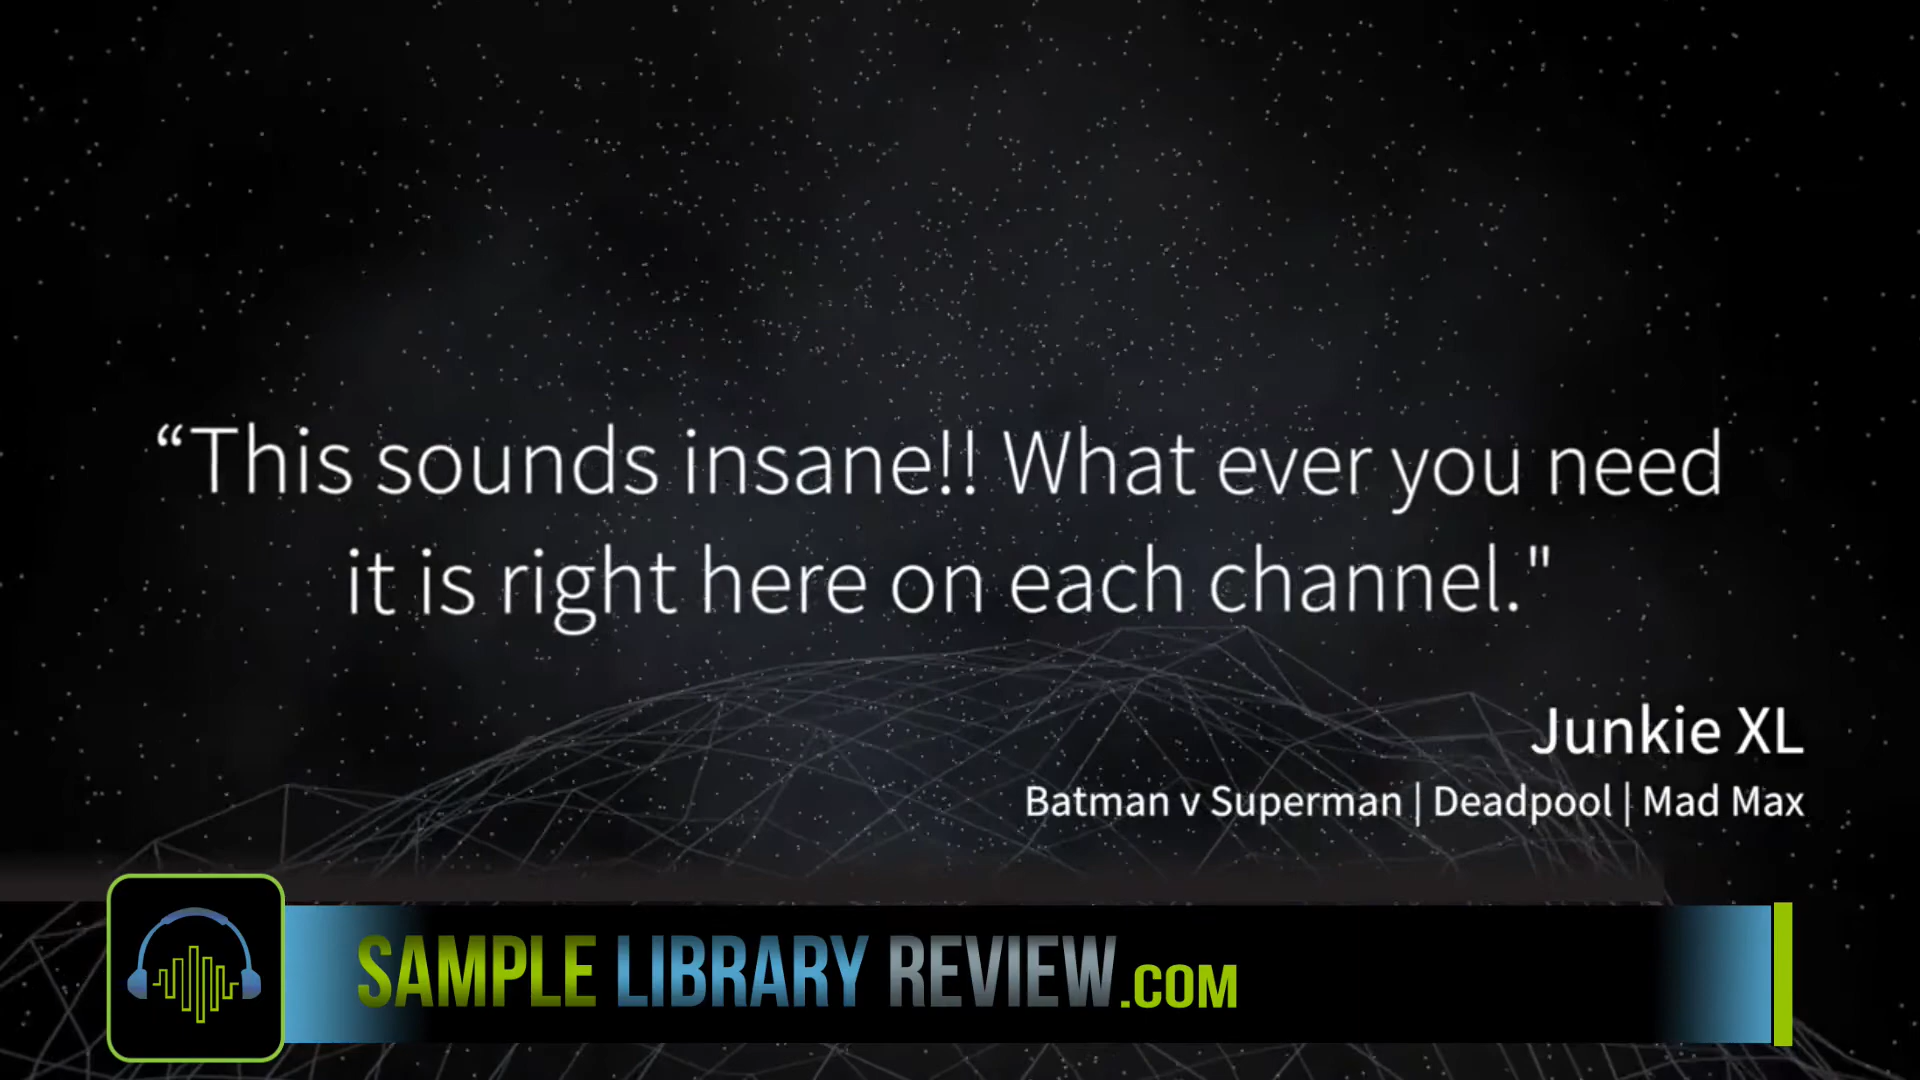 “This sounds insane!! What ever you need
it is right here on each channel."
Junkie XL
Batman v Superman | Deadpool | Mad Max
SAMPLE LIBRARY REVIEW.COM